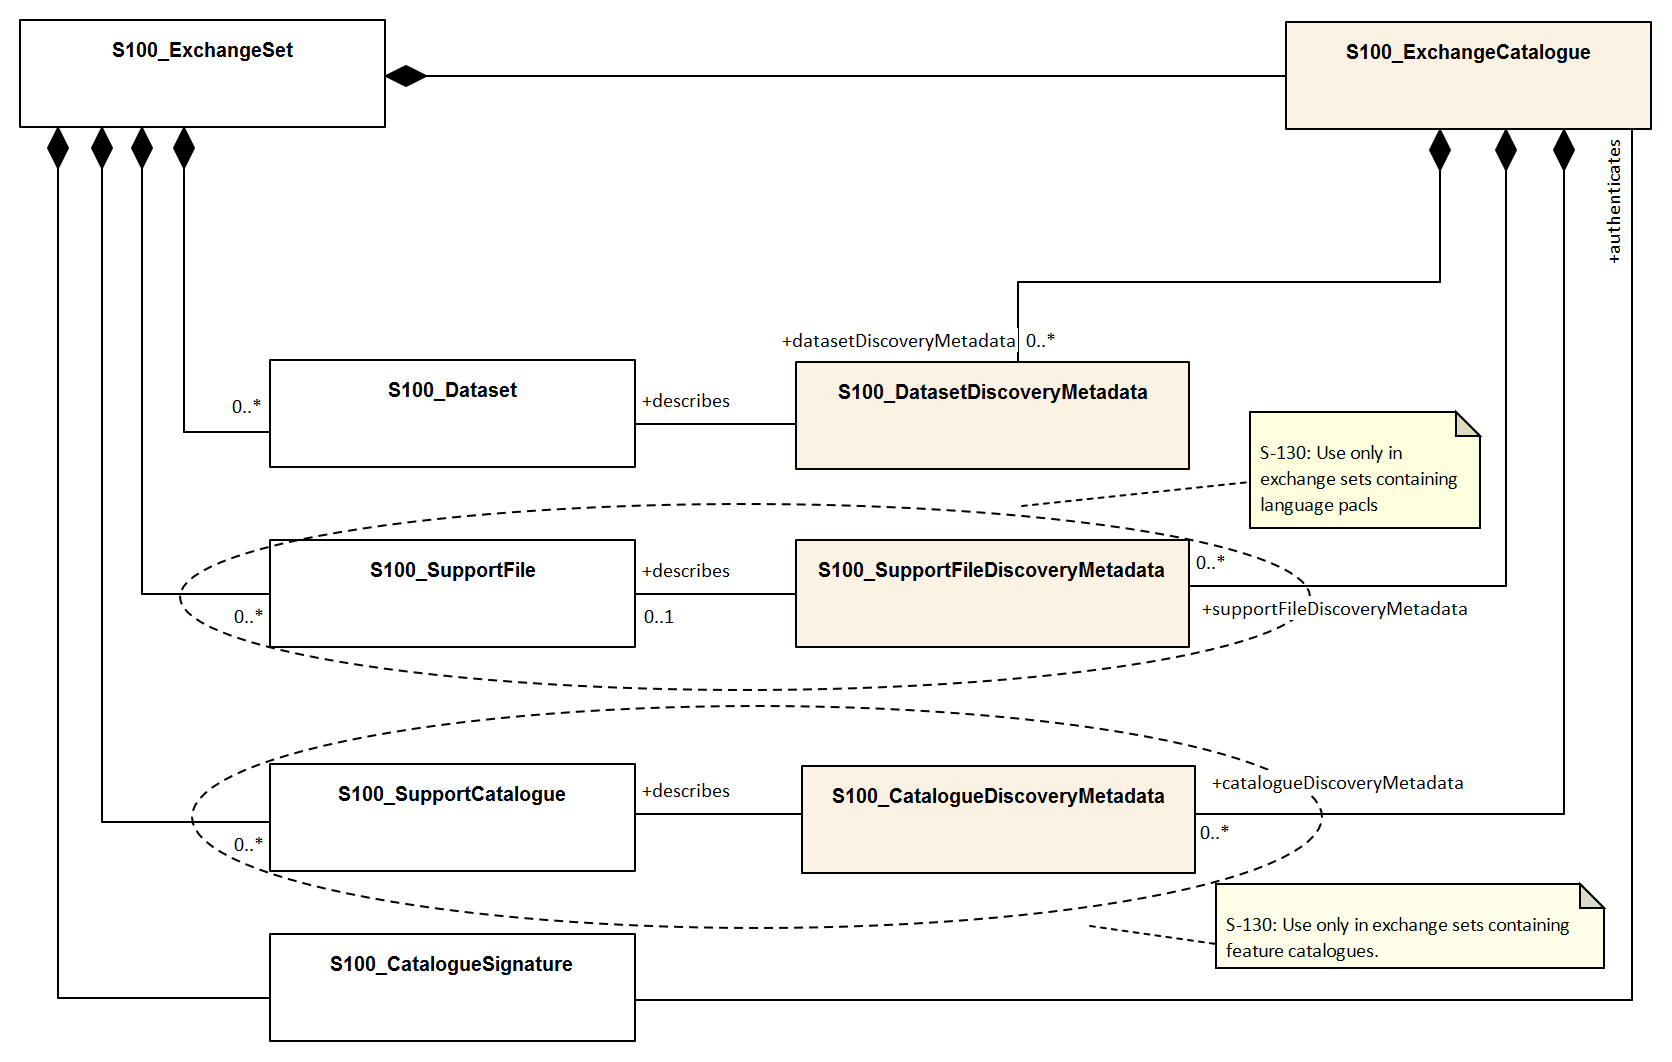 S100_ExchangeSet
S100_ExchangeCatalogue
+authenticates
+datasetDiscoveryMetadata 0..*
S100_Dataset
0..*
+describes
S100_DatasetDiscoveryMetadata
S-130: Use only in
exchange sets containing
language pacls
S100_SupportFile
0..*
+describes
0..1
S100_SupportFileDiscoveryMetadata
0..*
+supportFileDiscoveryMetadata
S100_SupportCatalogue
0..*
+describes
S100_CatalogueDiscoveryMetadata
+catalogueDiscoveryMetadata
0..*
S-130: Use only in exchange sets containing
feature catalogues.
S100_CatalogueSignature